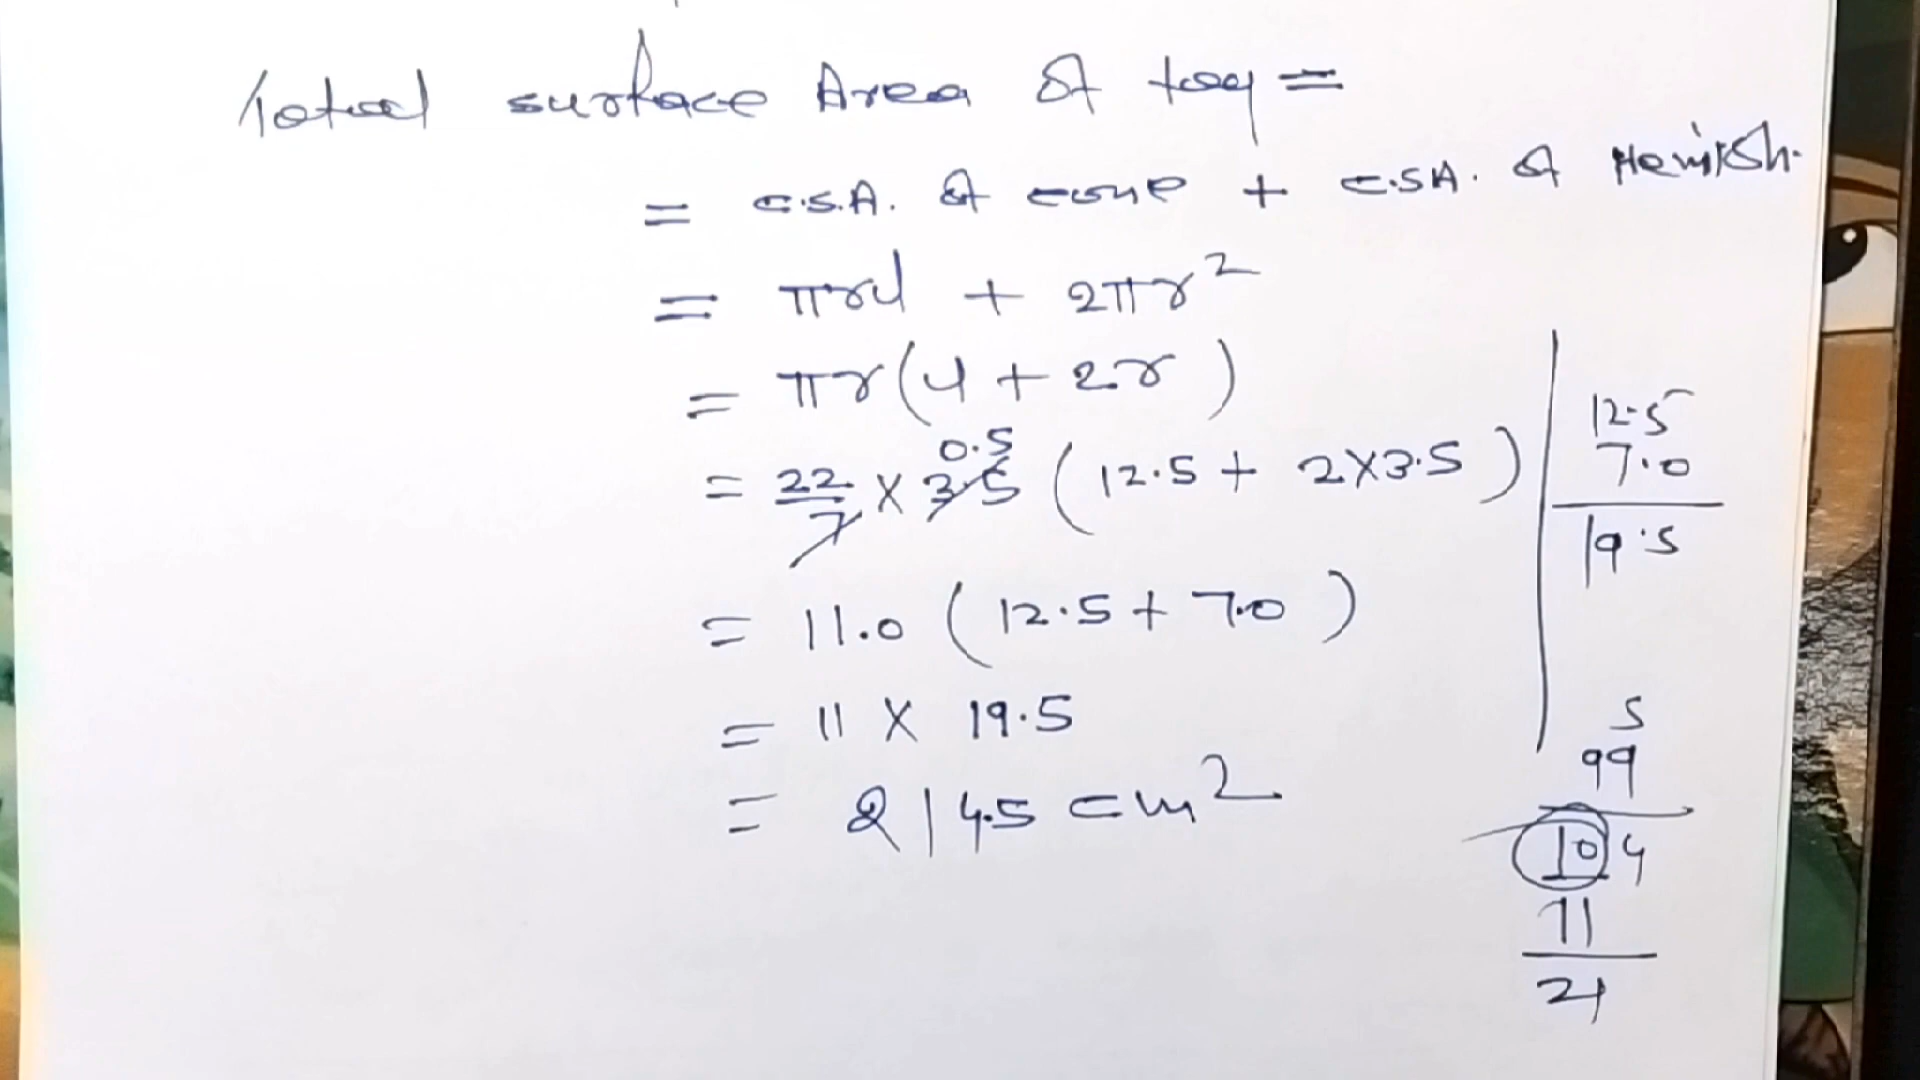 Total surface Area of toy =
= C.S.A. of cone + C.S.A. of Hemisph.
= πrl + 2πr²
= πr(l + 2r)
0.5
= 22/7 × 3.5 (12.5 + 2×3.5)
= 11.0 (12.5 + 7.0)
= 11 × 19.5
= 214.5 cm²
12.5
7.0
19.5
5
99
104
11
21